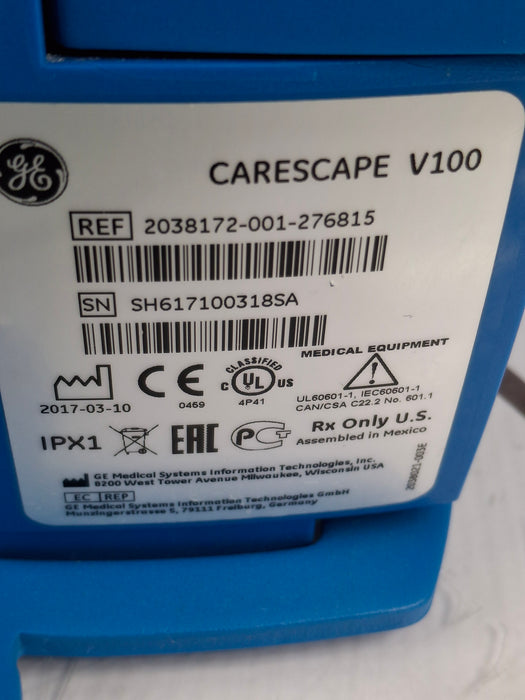 GE
CARESCAPE V100
REF 2038172-001-276815
SN SH617100318SA
MEDICAL EQUIPMENT
CLASSIFIED
C UL US
CE
0459
4P41
UL60601-1, IEC60601-1
CAN/CSA C22.2 No. 601.1
2017-03-10
Rx Only U.S.
Assembled in Mexico
IPX1
EAC
GE Medical Systems Information Technologies, Inc.
8200 West Tower Avenue Milwaukee, Wisconsin USA
EC REP
GE Medical Systems Information Technologies GmbH
Munzingerstrasse 5, 79111 Freiburg, Germany